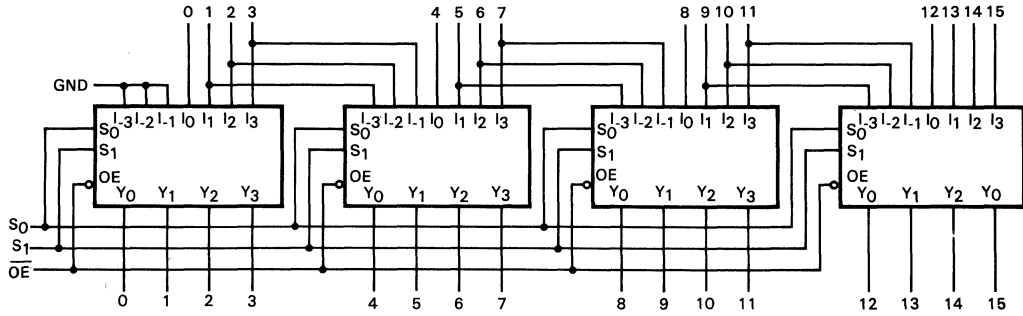 0 1 2 3 4 5 6 7 8 9 10 11 12 13 14 15
GND
I-3 I-2 I-1 I0 I1 I2 I3 I-3 I-2 I-1 I0 I1 I2 I3 I-3 I-2 I-1 I0 I1 I2 I3 I-3 I-2 I-1 I0 I1 I2 I3
S0 S0 S0 S0
S1 S1 S1 S1
OE OE OE OE
Y0 Y1 Y2 Y3 Y0 Y1 Y2 Y3 Y0 Y1 Y2 Y3 Y0 Y1 Y2 Y0
S0
S1
O̅E̅
0 1 2 3 4 5 6 7 8 9 10 11 12 13 14 15